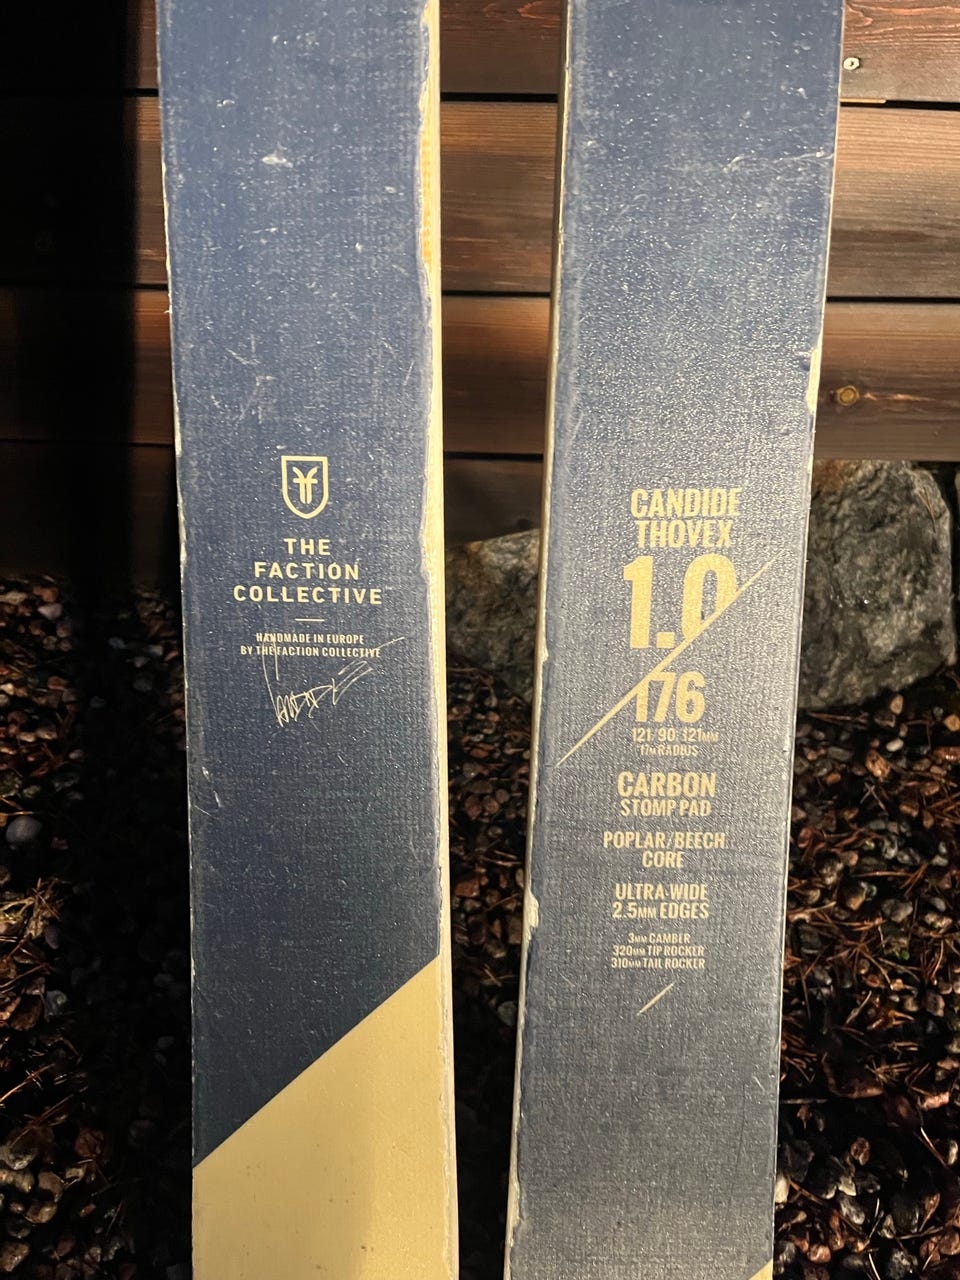 THE
FACTION
COLLECTIVE
HANDMADE IN EUROPE
BY THE FACTION COLLECTIVE
CANDIDE
CANDIDE
THOVEX
1.0
176
121/90/121MM
17M RADIUS
CARBON
STOMP PAD
POPLAR/BEECH
CORE
ULTRA-WIDE
2.5MM EDGES
3MM CAMBER
320MM TIP ROCKER
310MM TAIL ROCKER